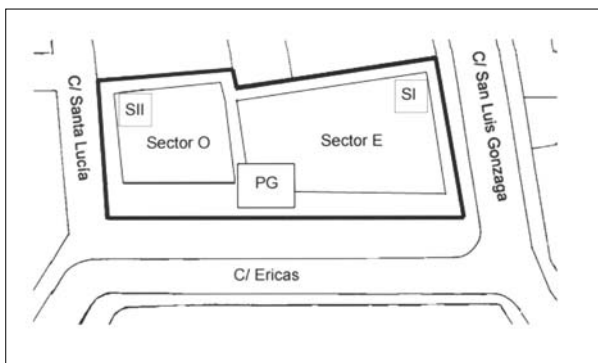 C/ Santa Lucía
C/ San Luis Gonzaga
SII
SI
Sector O
Sector E
PG
C/ Ericas